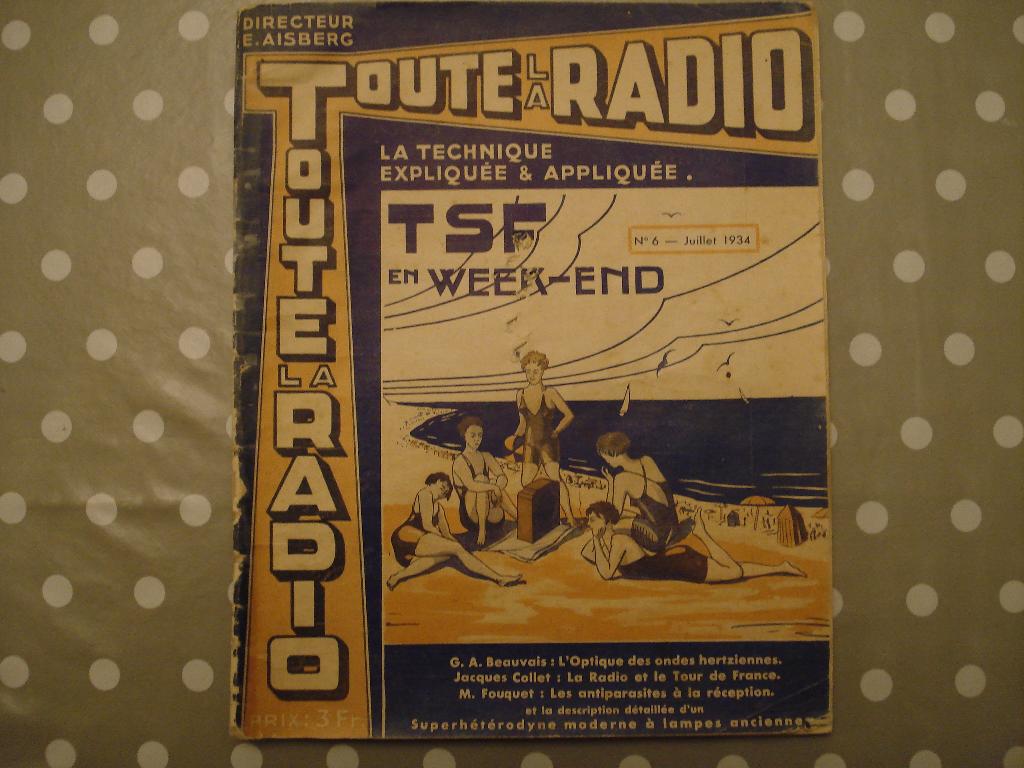 DIRECTEUR
E. AISBERG
TOUTE LA RADIO
TOUTE LA RADIO
LA TECHNIQUE
EXPLIQUÉE & APPLIQUÉE.
TSF
EN WEEK-END
N° 6 — Juillet 1934
G. A. Beauvais : L'Optique des ondes hertziennes.
Jacques Collet : La Radio et le Tour de France.
M. Fouquet : Les antiparasites à la réception.
et la description détaillée d'un
Superhétérodyne moderne à lampes anciennes
PRIX : 3 Fr.